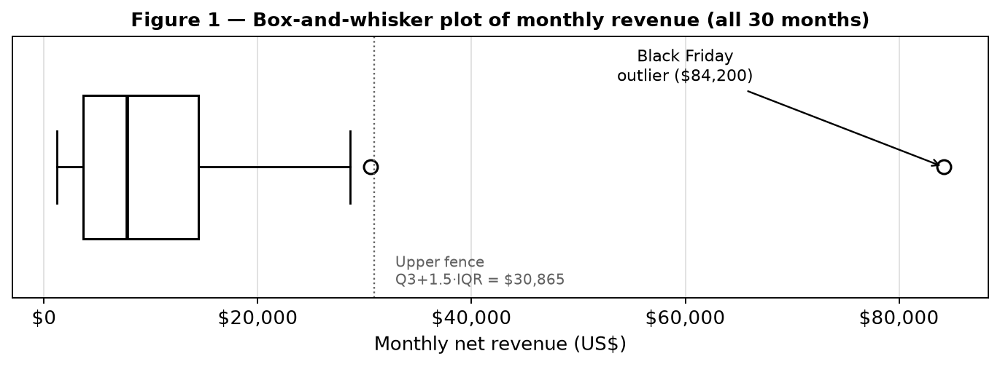 Figure 1 — Box-and-whisker plot of monthly revenue (all 30 months)
Black Friday
outlier ($84,200)
Upper fence
Q3+1.5·IQR = $30,865
$0
$20,000
$40,000
$60,000
$80,000
Monthly net revenue (US$)